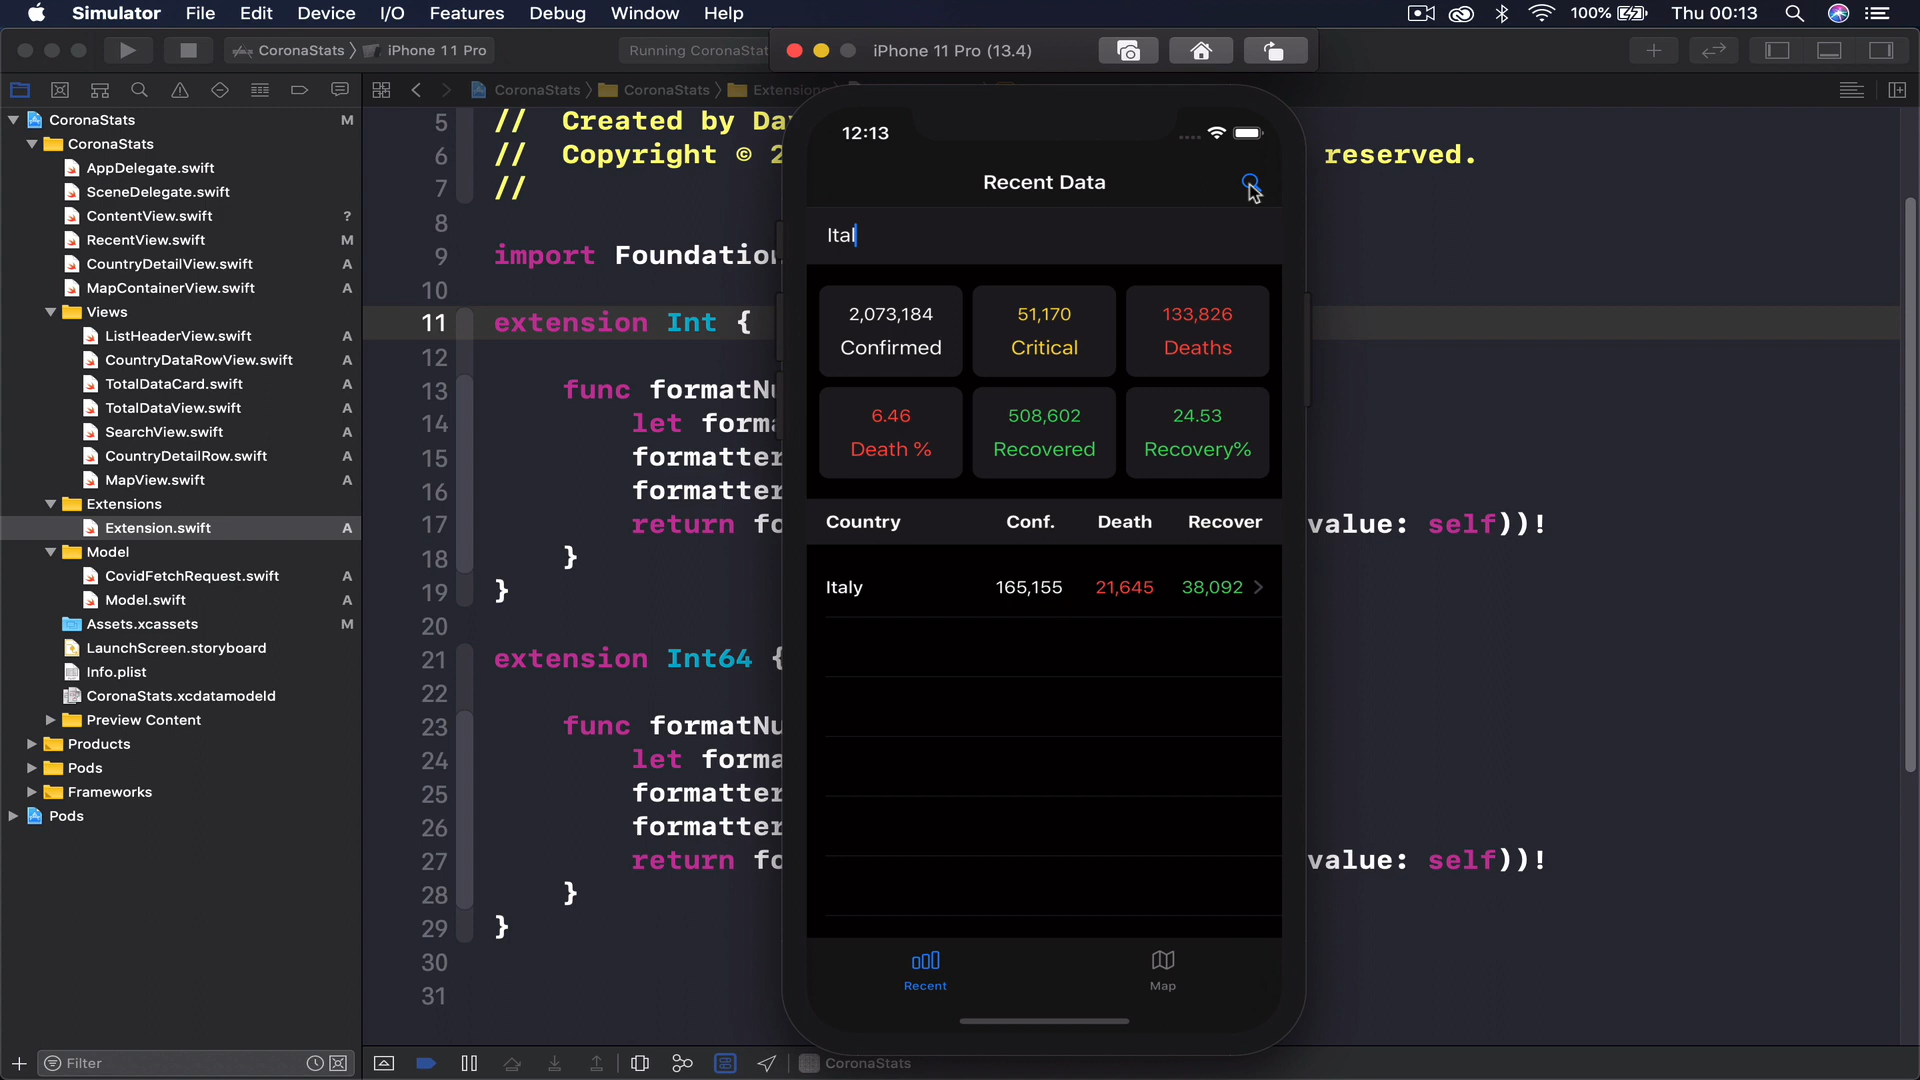 Simulator File Edit Device I/O Features Debug Window Help 100% Thu 00:13
CoronaStats iPhone 11 Pro Running CoronaSta iPhone 11 Pro (13.4)
CoronaStats CoronaStats Extension
CoronaStats M
CoronaStats
AppDelegate.swift
SceneDelegate.swift
ContentView.swift ?
RecentView.swift M
CountryDetailView.swift A
MapContainerView.swift A
Views
ListHeaderView.swift A
CountryDataRowView.swift A
TotalDataCard.swift A
TotalDataView.swift A
SearchView.swift A
CountryDetailRow.swift A
MapView.swift A
Extensions
Extension.swift A
Model
CovidFetchRequest.swift A
Model.swift A
Assets.xcassets M
LaunchScreen.storyboard
Info.plist
CoronaStats.xcdatamodeld
Preview Content
Products
Pods
Frameworks
Pods
Filter
5 // Created by Da
6 // Copyright © 2 reserved.
7 //
8
9 import Foundation
10
11 extension Int {
12
13 func formatNu
14 let forma
15 formatter
16 formatter
17 return fo value: self))!
18 }
19 }
20
21 extension Int64 {
22
23 func formatNu
24 let forma
25 formatter
26 formatter
27 return fo value: self))!
28 }
29 }
30
31
CoronaStats
12:13
Recent Data
Ital
2,073,184 51,170 133,826
Confirmed Critical Deaths
6.46 508,602 24.53
Death % Recovered Recovery%
Country Conf. Death Recover
Italy 165,155 21,645 38,092
Recent Map